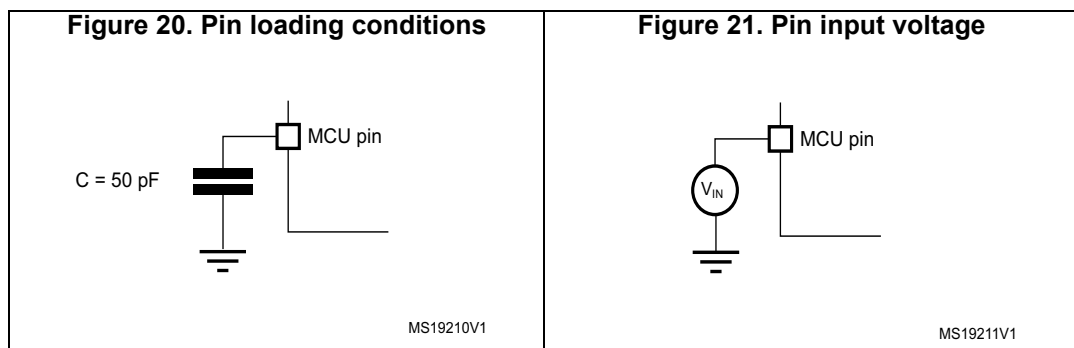 Figure 20. Pin loading conditions
MCU pin
C = 50 pF
MS19210V1
Figure 21. Pin input voltage
MCU pin
VIN
MS19211V1